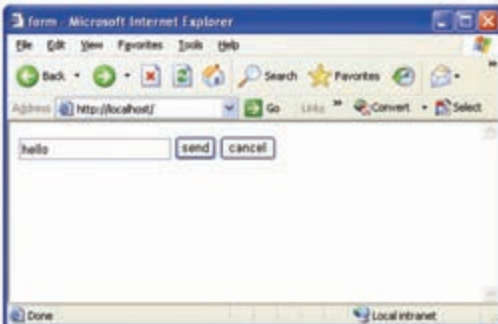 form - Microsoft Internet Explorer
File Edit View Favorites Tools Help
Back Search Favorites
Address http://localhost/ Go Links » Convert Select
hello send cancel
Done Local intranet